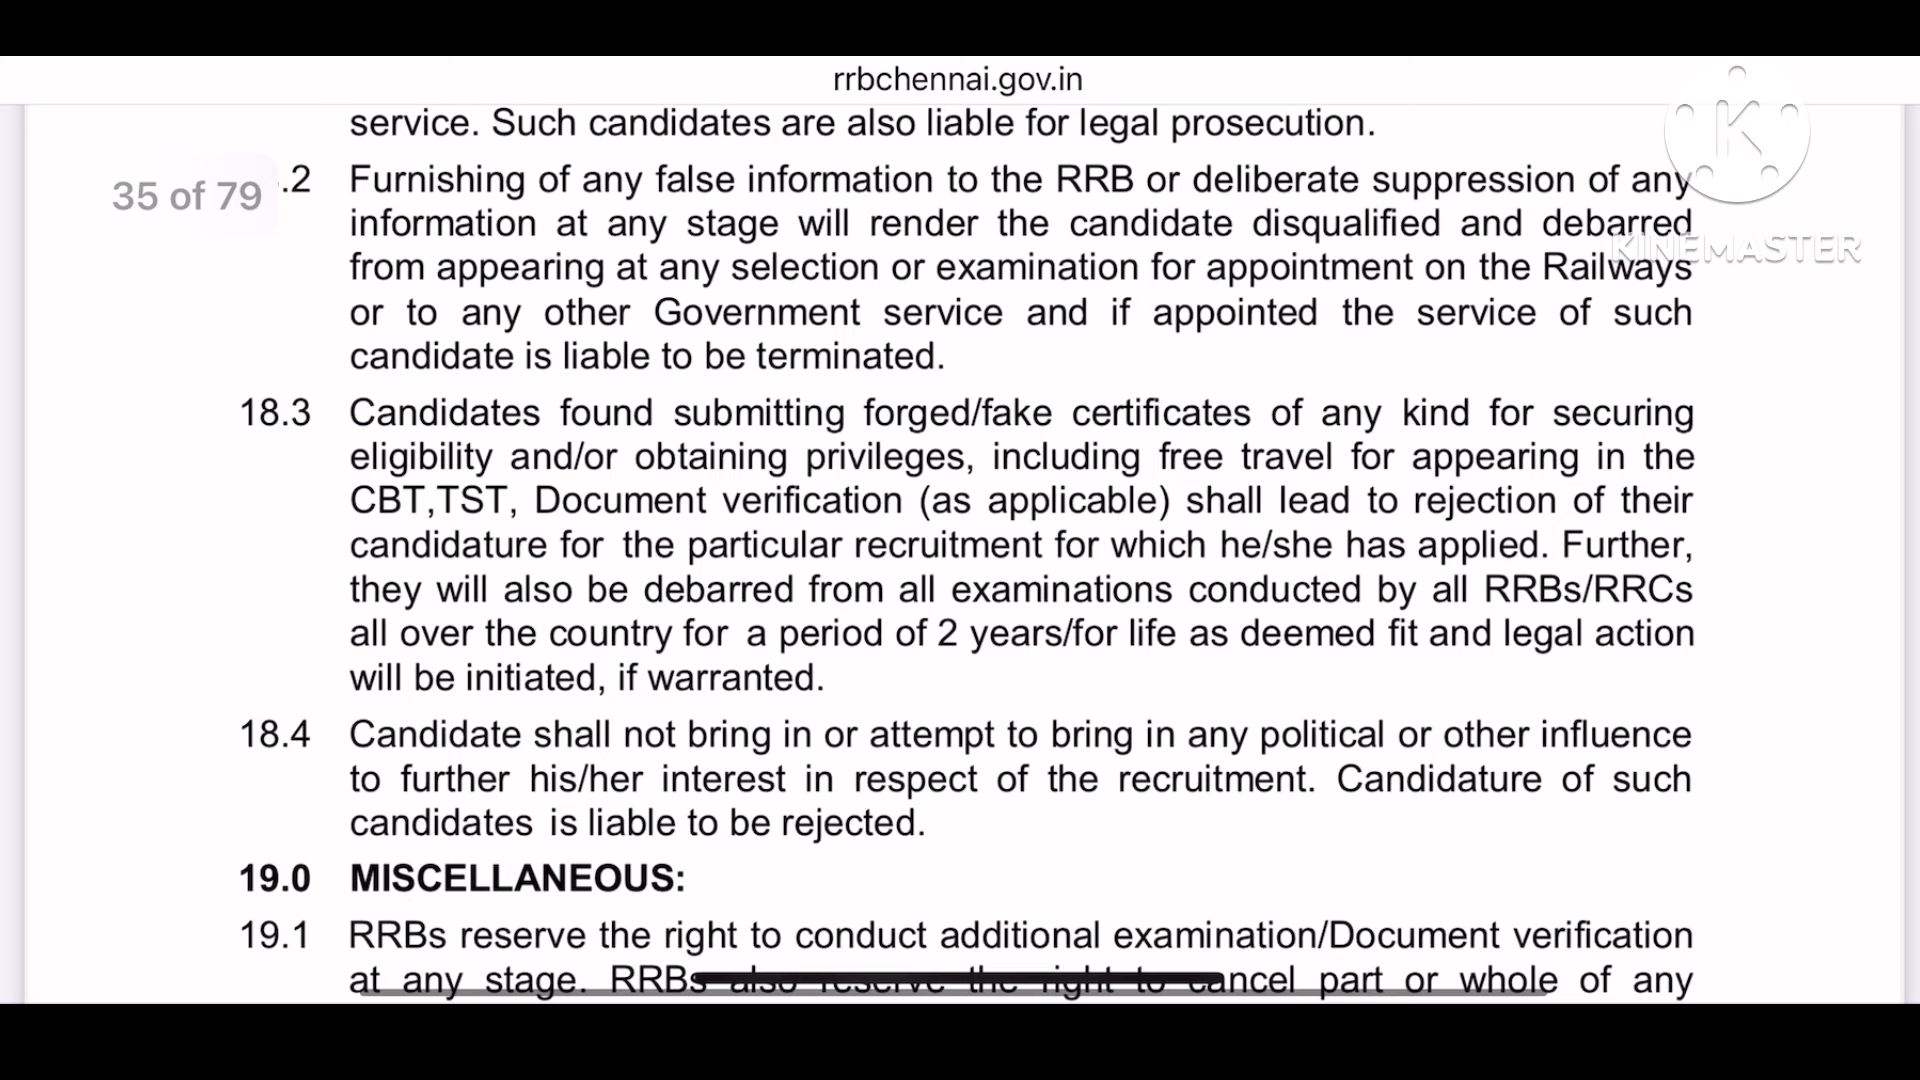 rrbchennai.gov.in
service. Such candidates are also liable for legal prosecution.
35 of 79
.2 Furnishing of any false information to the RRB or deliberate suppression of any
information at any stage will render the candidate disqualified and debarred
KINEMASTER
from appearing at any selection or examination for appointment on the Railways
or to any other Government service and if appointed the service of such
candidate is liable to be terminated.
18.3 Candidates found submitting forged/fake certificates of any kind for securing
eligibility and/or obtaining privileges, including free travel for appearing in the
CBT,TST, Document verification (as applicable) shall lead to rejection of their
candidature for the particular recruitment for which he/she has applied. Further,
they will also be debarred from all examinations conducted by all RRBs/RRCs
all over the country for a period of 2 years/for life as deemed fit and legal action
will be initiated, if warranted.
18.4 Candidate shall not bring in or attempt to bring in any political or other influence
to further his/her interest in respect of the recruitment. Candidature of such
candidates is liable to be rejected.
19.0 MISCELLANEOUS:
19.1 RRBs reserve the right to conduct additional examination/Document verification
at any stage. RRBs also reserve the right to cancel part or whole of any